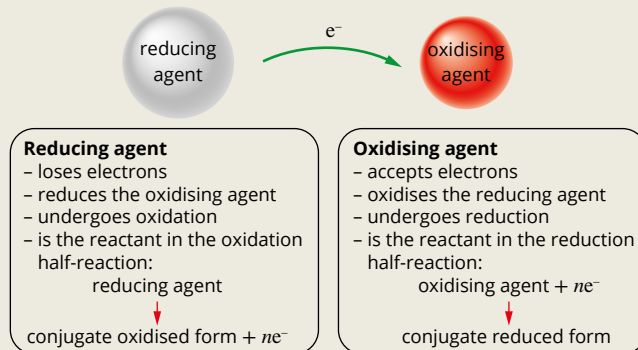 e⁻
reducing
agent
oxidising
agent
Reducing agent
– loses electrons
– reduces the oxidising agent
– undergoes oxidation
– is the reactant in the oxidation
half-reaction:
reducing agent
conjugate oxidised form + ne⁻
Oxidising agent
– accepts electrons
– oxidises the reducing agent
– undergoes reduction
– is the reactant in the reduction
half-reaction:
oxidising agent + ne⁻
conjugate reduced form